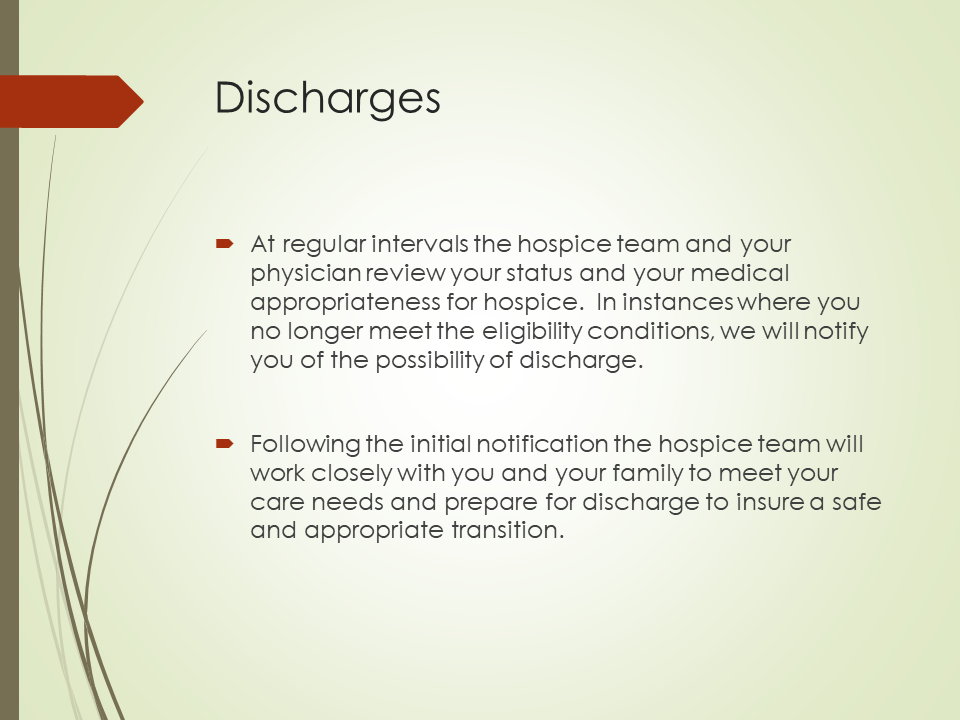 Discharges
At regular intervals the hospice team and your
physician review your status and your medical
appropriateness for hospice.  In instances where you
no longer meet the eligibility conditions, we will notify
you of the possibility of discharge.
Following the initial notification the hospice team will
work closely with you and your family to meet your
care needs and prepare for discharge to insure a safe
and appropriate transition.